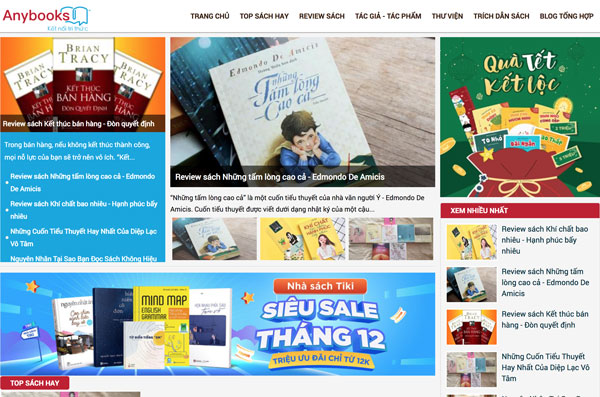 Anybooks
Kết nối tri thức
TRANG CHỦ TOP SÁCH HAY REVIEW SÁCH TÁC GIẢ - TÁC PHẨM THƯ VIỆN TRÍCH DẪN SÁCH BLOG TỔNG HỢP
BRIAN
TRACY
KẾT THÚC
BÁN HÀNG
ĐÒN QUYẾT ĐỊNH
Review sách Kết thúc bán hàng - Đòn quyết định
Trong bán hàng, nếu không kết thúc thành công,
mọi nỗ lực của bạn sẽ trở nên vô ích. "Kết...
Review sách Những tấm lòng cao cả - Edmondo
De Amicis
Review sách Khí chất bao nhiêu - Hạnh phúc bấy
nhiêu
Những Cuốn Tiểu Thuyết Hay Nhất Của Diệp Lạc
Vô Tâm
Nguyên Nhân Tại Sao Bạn Đọc Sách Không Hiệu
Edmondo De Amicis
những
Tấm lòng
Cao cả
Review sách Những tấm lòng cao cả - Edmondo De Amicis
"Những tấm lòng cao cả" là một cuốn tiểu thuyết của nhà văn người Ý - Edmondo De
Amicis. Cuốn tiểu thuyết được viết dưới dạng nhật ký của một cậu...
Quà Tết
Kết lộc
XEM NHIỀU NHẤT
Review sách Khí chất bao
nhiêu - Hạnh phúc bấy
nhiêu
Review sách Những tấm
lòng cao cả - Edmondo De
Amicis
Review sách Kết thúc bán
hàng - Đòn quyết định
Những Cuốn Tiểu Thuyết
Hay Nhất Của Diệp Lạc Vô
Tâm
Nguyên Nhân Tại Sao Bạn
MIND MAP
ENGLISH
GRAMMAR
Nhà sách Tiki
SIÊU SALE
THÁNG 12
TRIỆU ƯU ĐÃI CHỈ TỪ 12K
TOP SÁCH HAY